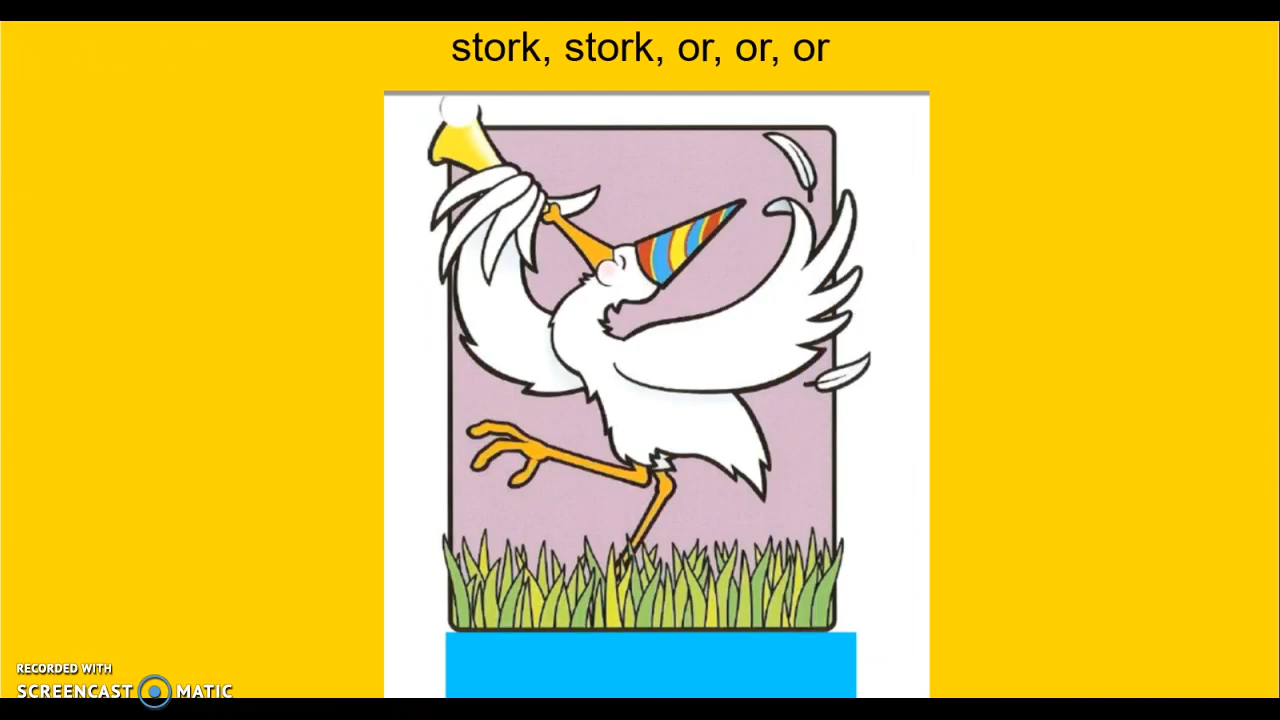 stork, stork, or, or, or
RECORDED WITH
SCREENCAST MATIC